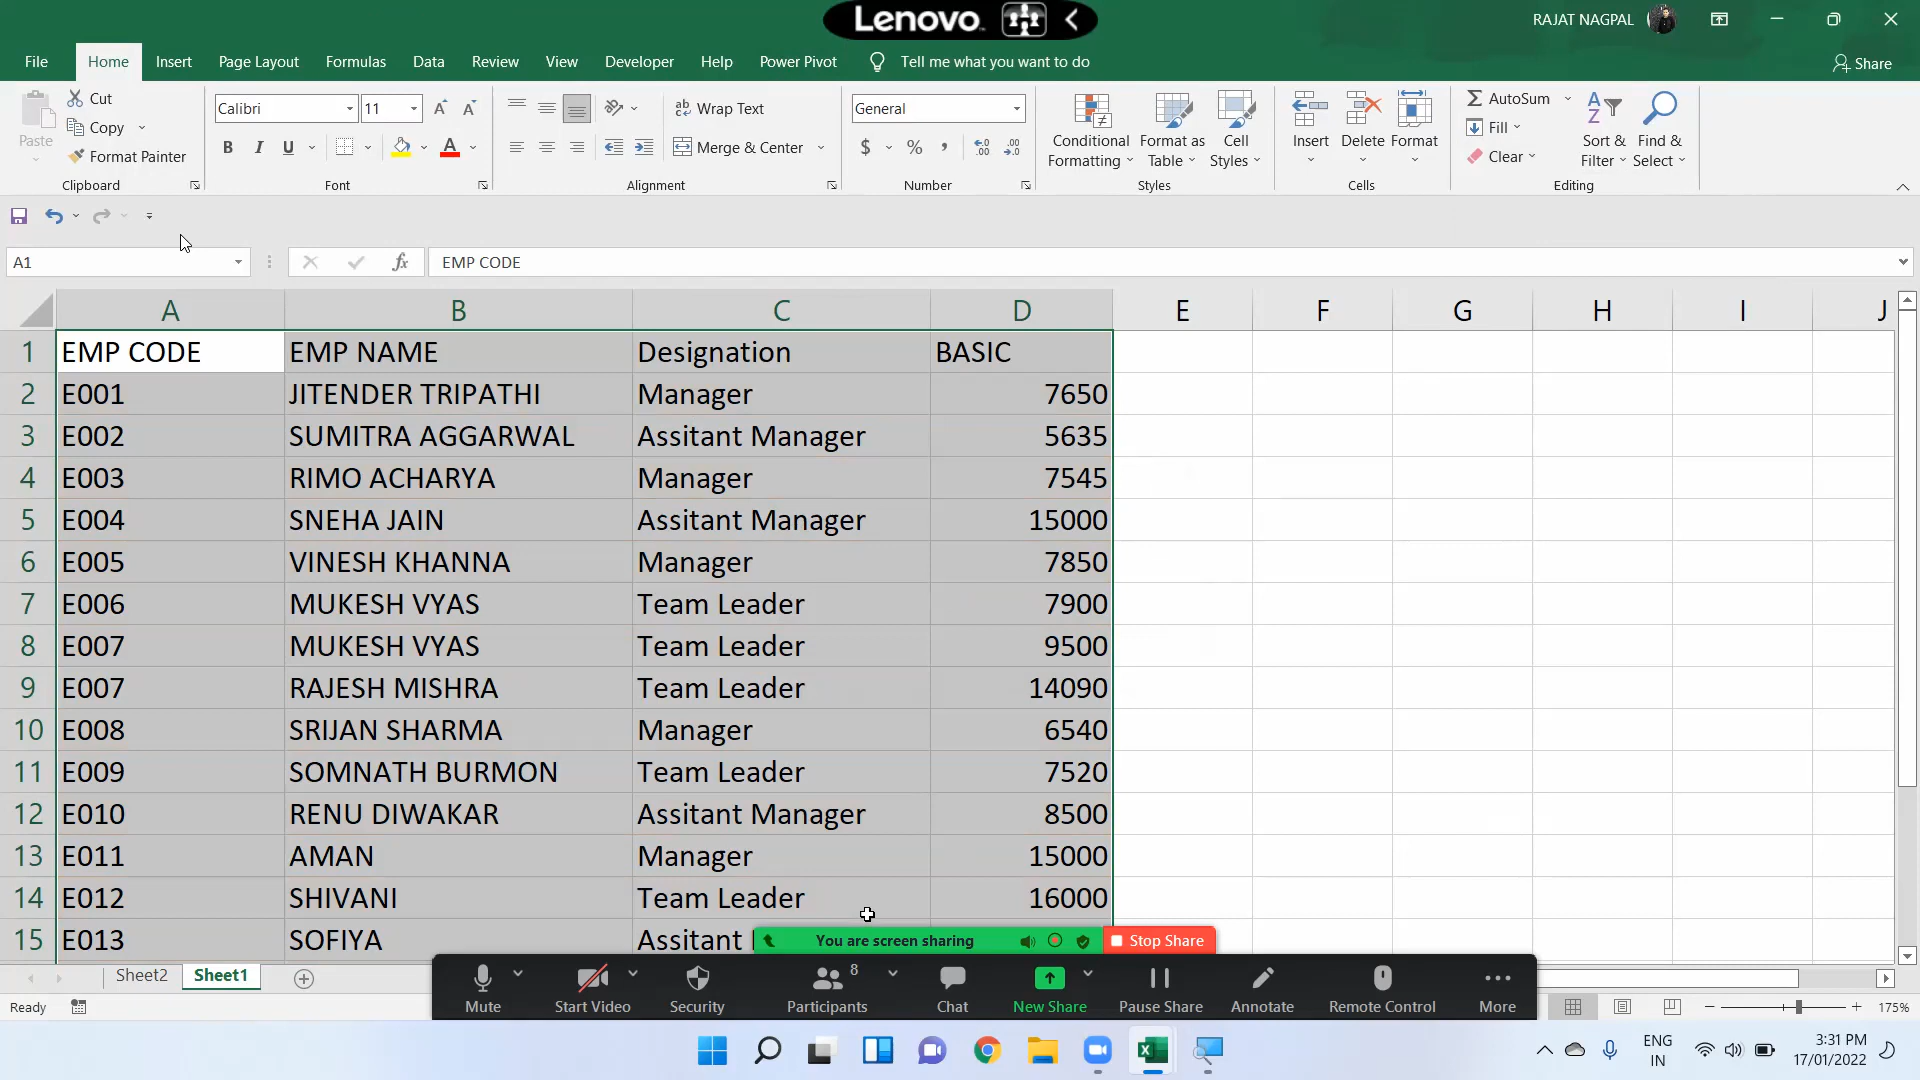 Lenovo
RAJAT NAGPAL
File Home Insert Page Layout Formulas Data Review View Developer Help Power Pivot Tell me what you want to do
Share
Paste
Cut
Copy
Format Painter
Clipboard
Calibri 11
A A
B I U A
Font
ab Wrap Text
Merge & Center
Alignment
General
$ % ,
Number
Conditional Formatting
Format as Table
Cell Styles
Styles
Insert Delete Format
Cells
AutoSum
Fill
Clear
Sort & Filter
Find & Select
Editing
A1 fx EMP CODE
A B C D E F G H I J
1 EMP CODE EMP NAME Designation BASIC
2 E001 JITENDER TRIPATHI Manager 7650
3 E002 SUMITRA AGGARWAL Assitant Manager 5635
4 E003 RIMO ACHARYA Manager 7545
5 E004 SNEHA JAIN Assitant Manager 15000
6 E005 VINESH KHANNA Manager 7850
7 E006 MUKESH VYAS Team Leader 7900
8 E007 MUKESH VYAS Team Leader 9500
9 E007 RAJESH MISHRA Team Leader 14090
10 E008 SRIJAN SHARMA Manager 6540
11 E009 SOMNATH BURMON Team Leader 7520
12 E010 RENU DIWAKAR Assitant Manager 8500
13 E011 AMAN Manager 15000
14 E012 SHIVANI Team Leader 16000
15 E013 SOFIYA Assitant
You are screen sharing Stop Share
Sheet2 Sheet1
8
Mute Start Video Security Participants Chat New Share Pause Share Annotate Remote Control More
Ready 175%
ENG
IN
3:31 PM
17/01/2022